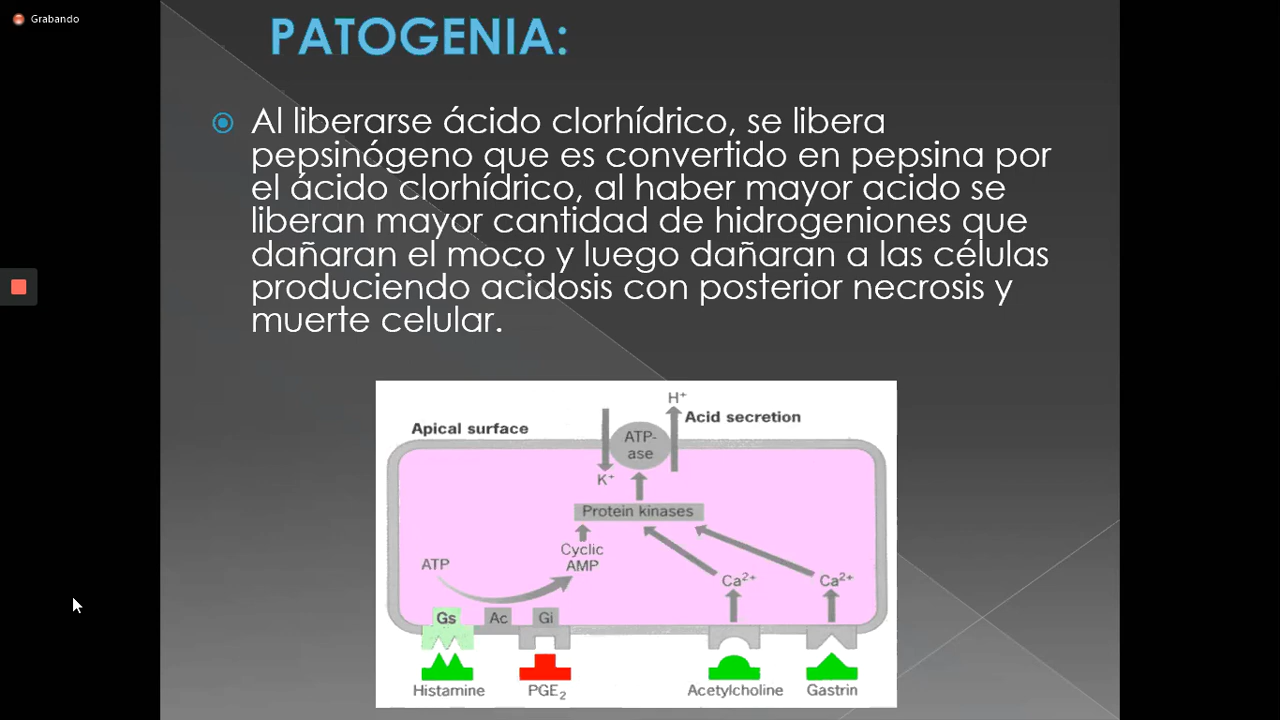 Grabando
PATOGENIA:
Al liberarse ácido clorhídrico, se libera
pepsinógeno que es convertido en pepsina por
el ácido clorhídrico, al haber mayor acido se
liberan mayor cantidad de hidrogeniones que
dañaran el moco y luego dañaran a las células
produciendo acidosis con posterior necrosis y
muerte celular.
H⁺
Apical surface
Acid secretion
ATP-
ase
K⁺
Protein kinases
Cyclic
AMP
ATP
Ca²⁺
Ca²⁺
Gs
Ac
Gi
Histamine
PGE₂
Acetylcholine
Gastrin